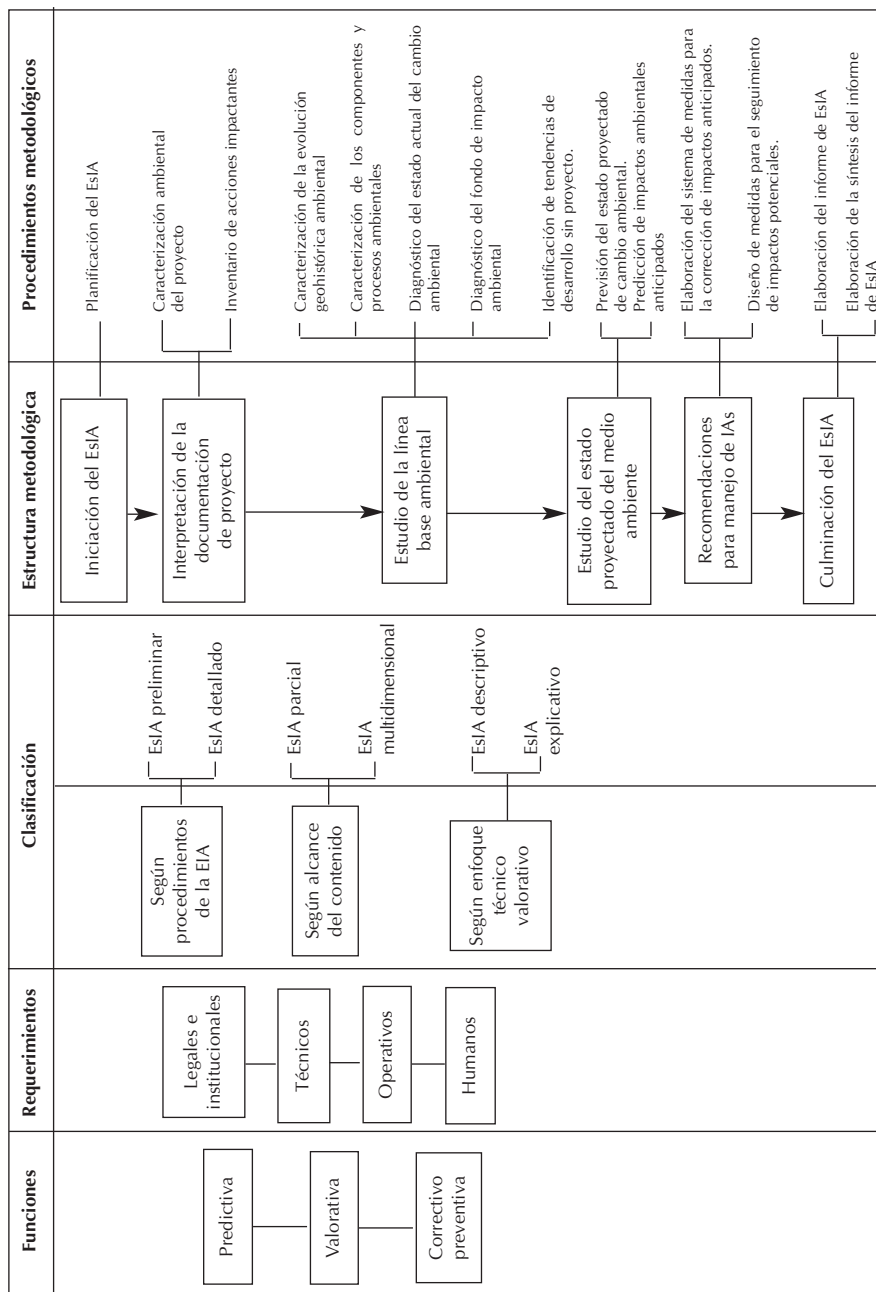 Funciones
Predictiva
Valorativa
Correctivo
preventiva
Requerimientos
Legales e
institucionales
Técnicos
Operativos
Humanos
Clasificación
Según
procedimientos
de la EIA
EsIA preliminar
EsIA detallado
Según alcance
del contenido
EsIA parcial
EsIA
multidimensional
Según enfoque
técnico
valorativo
EsIA descriptivo
EsIA
explicativo
Estructura metodológica
Iniciación del EsIA
Interpretación de la
documentación
de proyecto
Estudio de la línea
base ambiental
Estudio del estado
proyectado del medio
ambiente
Recomendaciones
para manejo de IAs
Culminación del EsIA
Procedimientos metodológicos
Planificación del EsIA
Caracterización ambiental
del proyecto
Inventario de acciones impactantes
Caracterización de la evolución
geohistórica ambiental
Caracterización de los componentes y
procesos ambientales
Diagnóstico del estado actual del cambio
ambiental
Diagnóstico del fondo de impacto
ambiental
Identificación de tendencias de
desarrollo sin proyecto.
Previsión del estado proyectado
de cambio ambiental.
Predicción de impactos ambientales
anticipados
Elaboración del sistema de medidas para
la corrección de impactos anticipados.
Diseño de medidas para el seguimiento
de impactos potenciales.
Elaboración del informe de EsIA
Elaboración de la síntesis del informe
de EsIA